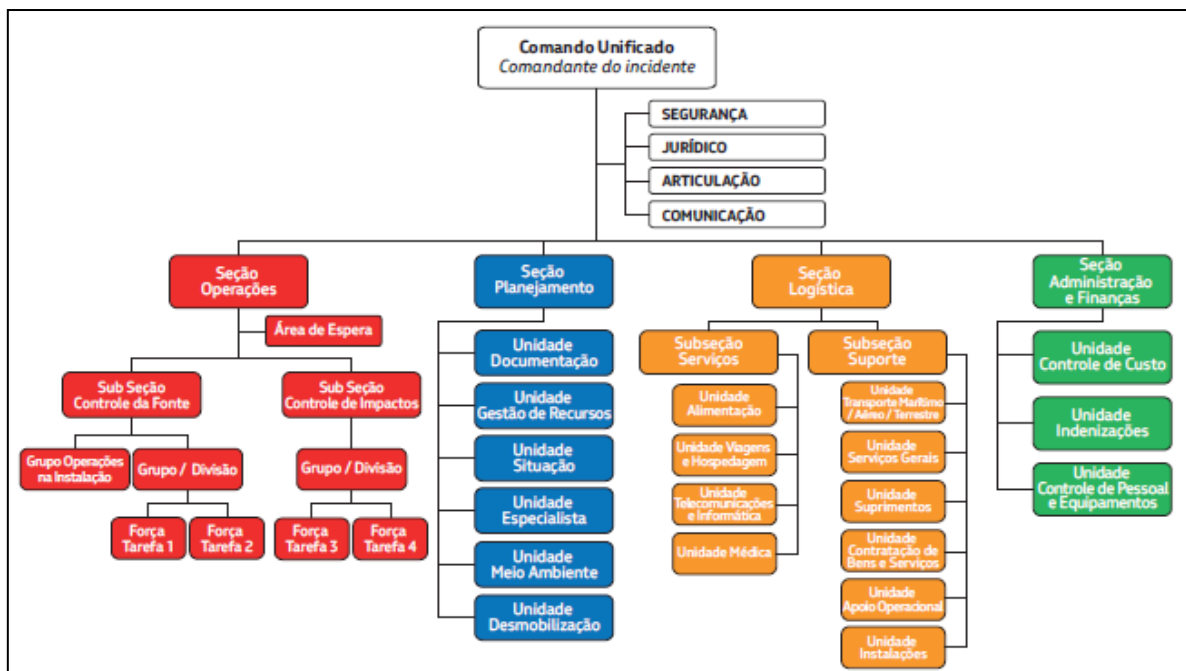 Comando Unificado
Comandante do incidente
SEGURANÇA
JURÍDICO
ARTICULAÇÃO
COMUNICAÇÃO
Seção
Operações
Área de Espera
Sub Seção
Controle da Fonte
Sub Seção
Controle de Impactos
Grupo Operações
na Instalação
Grupo / Divisão
Grupo / Divisão
Força
Tarefa 1
Força
Tarefa 2
Força
Tarefa 3
Força
Tarefa 4
Seção
Planejamento
Unidade
Documentação
Unidade
Gestão de Recursos
Unidade
Situação
Unidade
Especialista
Unidade
Meio Ambiente
Unidade
Desmobilização
Seção
Logística
Subseção
Serviços
Unidade
Alimentação
Unidade Viagens
e Hospedagem
Unidade
Telecomunicações
e Informática
Unidade Médica
Subseção
Suporte
Unidade
Transporte Marítimo
/ Aéreo / Terrestre
Unidade
Serviços Gerais
Unidade
Suprimentos
Unidade
Contratação de
Bens e Serviços
Unidade
Apoio Operacional
Unidade
Instalações
Seção
Administração
e Finanças
Unidade
Controle de Custo
Unidade
Indenizações
Unidade
Controle de Pessoal
e Equipamentos